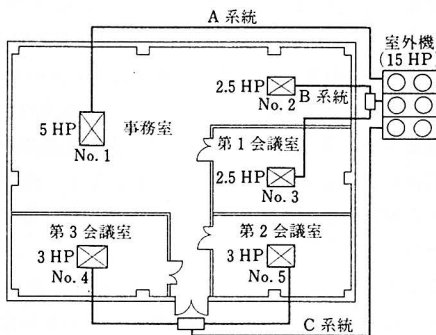 A 系統
室外機
(15 HP)
2.5 HP
No. 2
B 系統
5 HP
No. 1
事務室
第 1 会議室
2.5 HP
No. 3
第 3 会議室
3 HP
No. 4
第 2 会議室
3 HP
No. 5
C 系統